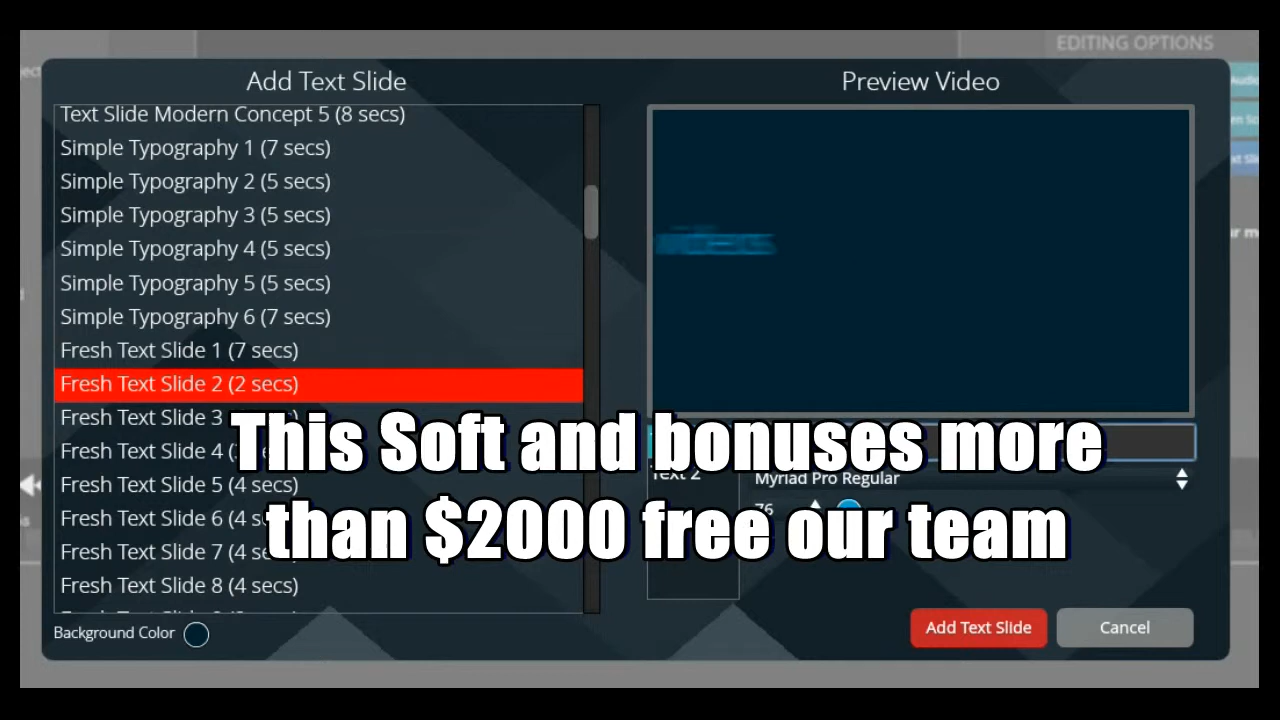 EDITING OPTIONS
Add Text Slide
Preview Video
Text Slide Modern Concept 5 (8 secs)
Simple Typography 1 (7 secs)
Simple Typography 2 (5 secs)
Simple Typography 3 (5 secs)
Simple Typography 4 (5 secs)
Simple Typography 5 (5 secs)
Simple Typography 6 (7 secs)
Fresh Text Slide 1 (7 secs)
Fresh Text Slide 2 (2 secs)
Fresh Text Slide 3
Fresh Text Slide 4
Fresh Text Slide 5 (4 secs)
Fresh Text Slide 6 (4
Fresh Text Slide 7 (4
Fresh Text Slide 8 (4 secs)
This Soft and bonuses more
than $2000 free our team
Text 2
Myriad Pro Regular
76
Background Color
Add Text Slide
Cancel